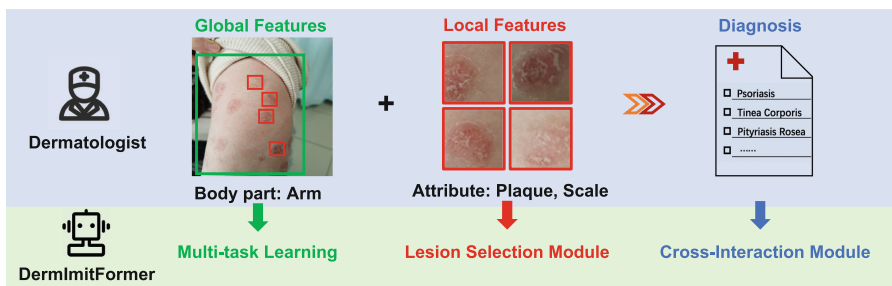 Global Features
Local Features
Diagnosis
Dermatologist
+
Psoriasis
Tinea Corporis
Pityriasis Rosea
......
Body part: Arm
Attribute: Plaque, Scale
DermImitFormer
Multi-task Learning
Lesion Selection Module
Cross-Interaction Module